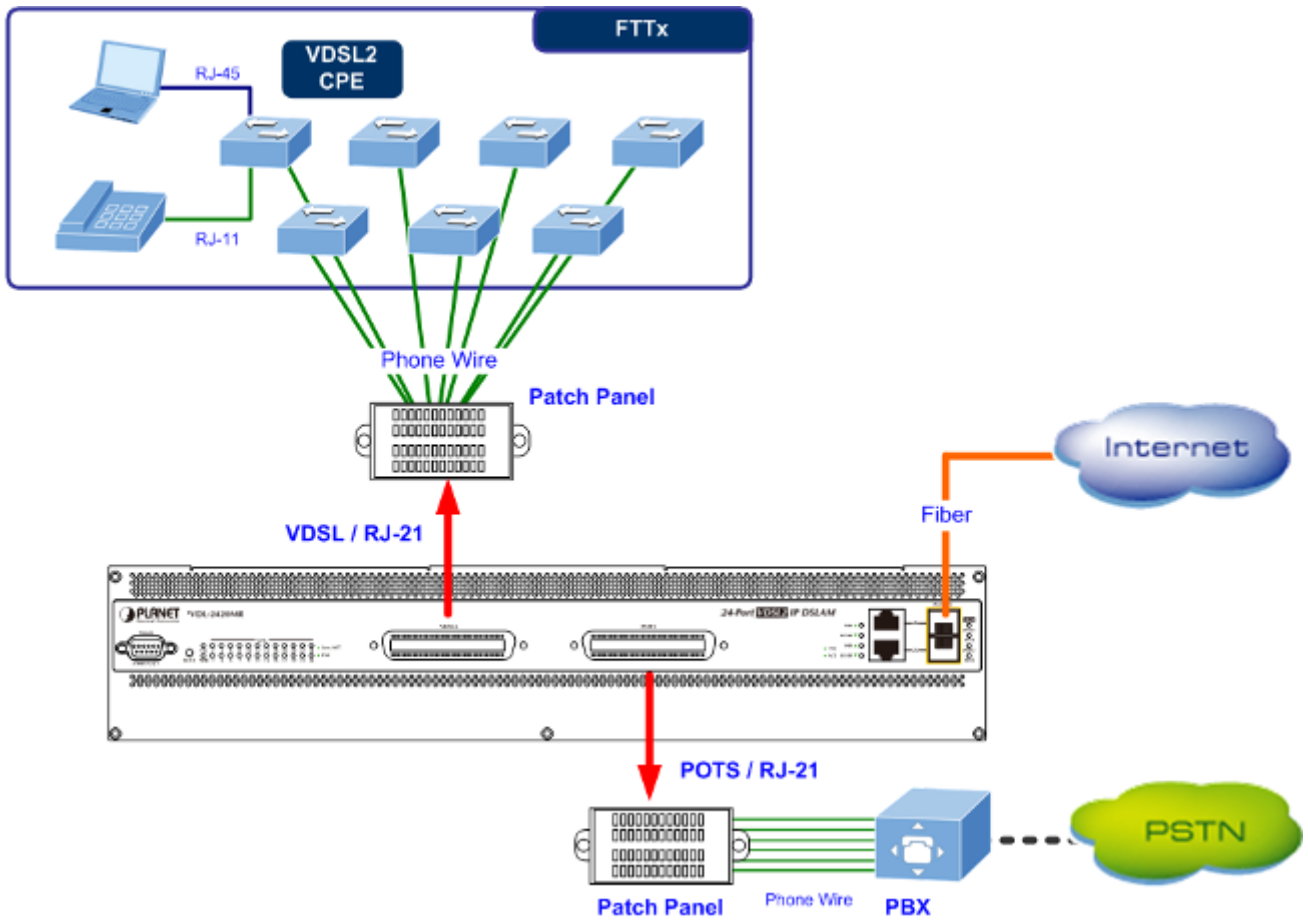 FTTx
VDSL2
CPE
RJ-45
RJ-11
Phone Wire
Patch Panel
Internet
Fiber
VDSL / RJ-21
PLANET
24-Port VDSL2 IP DSLAM
POTS / RJ-21
PSTN
Phone Wire
Patch Panel
PBX